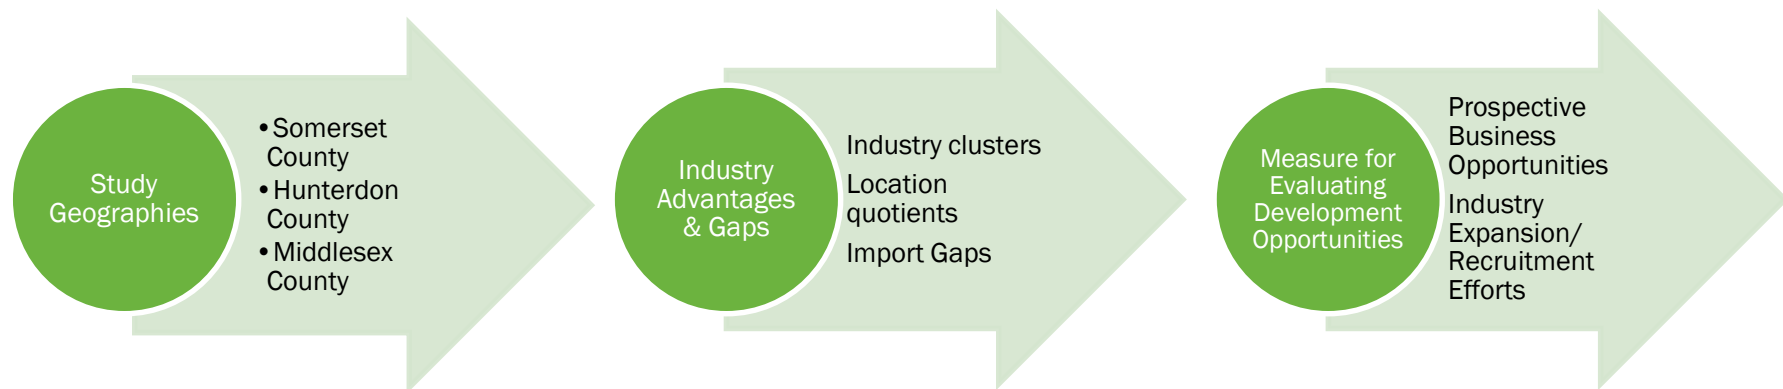 Study
Geographies
•Somerset
County
•Hunterdon
County
•Middlesex
County
Industry
Advantages
& Gaps
Industry clusters
Location
quotients
Import Gaps
Measure for
Evaluating
Development
Opportunities
Prospective
Business
Opportunities
Industry
Expansion/
Recruitment
Efforts